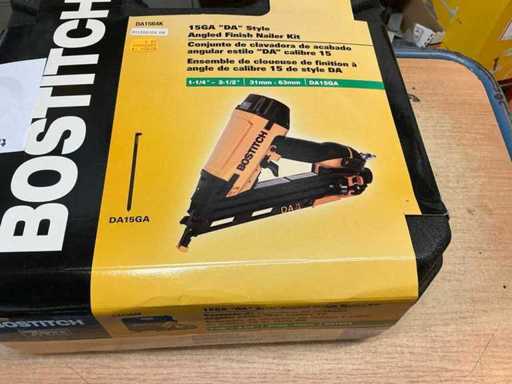 DA1564K
15GA "DA" Style
Angled Finish Nailer Kit
Conjunto de clavadora de acabado
angular estilo "DA" calibre 15
Ensemble de cloueuse de finition à
angle de calibre 15 de style DA
1-1/4" – 2-1/2" 31mm - 63mm DA15GA
BOSTITCH
BOSTITCH
DA
DA15GA
BOSTITCH
15GA "DA"